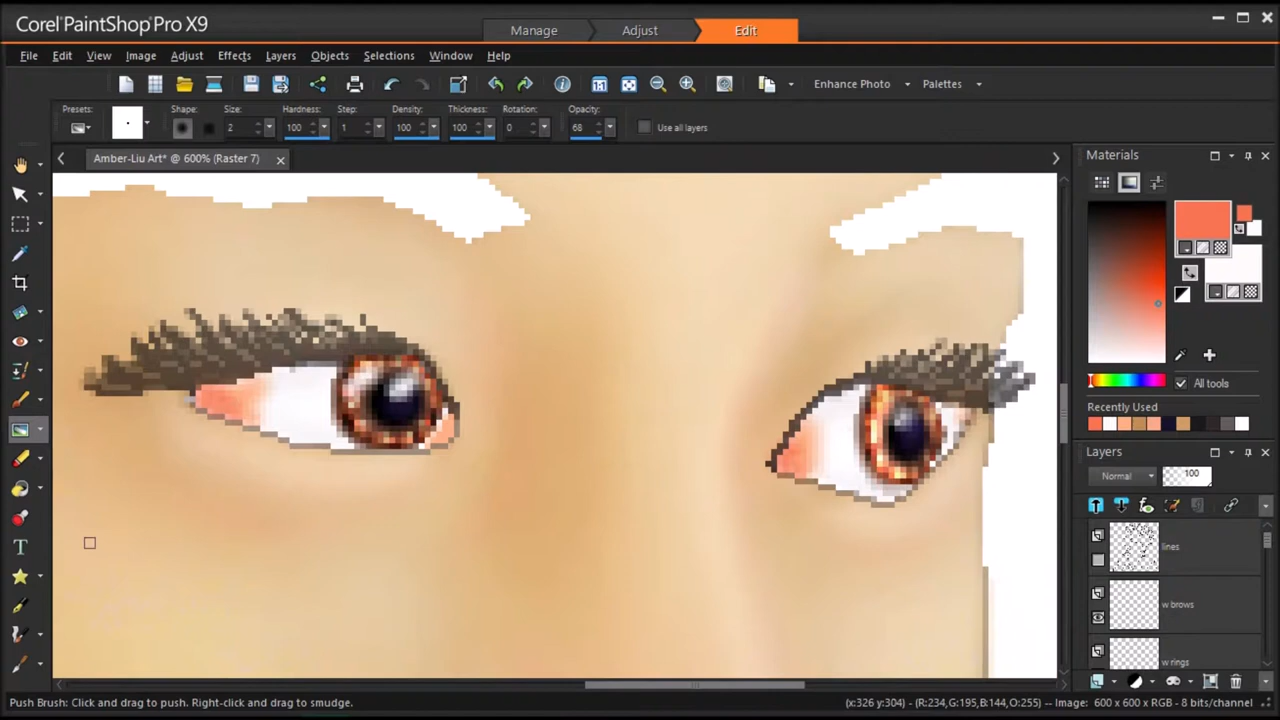 Corel PaintShop Pro X9
Manage Adjust Edit
File Edit View Image Adjust Effects Layers Objects Selections Window Help
Enhance Photo Palettes
Presets: Shape: Size: Hardness: Step: Density: Thickness: Rotation: Opacity:
2 100 1 100 100 0 68 Use all layers
Amber-Liu Art* @ 600% (Raster 7)
Materials
All tools
Recently Used
Layers
Normal 100
lines
w brows
w rings
Push Brush: Click and drag to push. Right-click and drag to smudge.
(x:326 y:304) -- (R:234,G:195,B:144,O:255) -- Image: 600 x 600 x RGB - 8 bits/channel